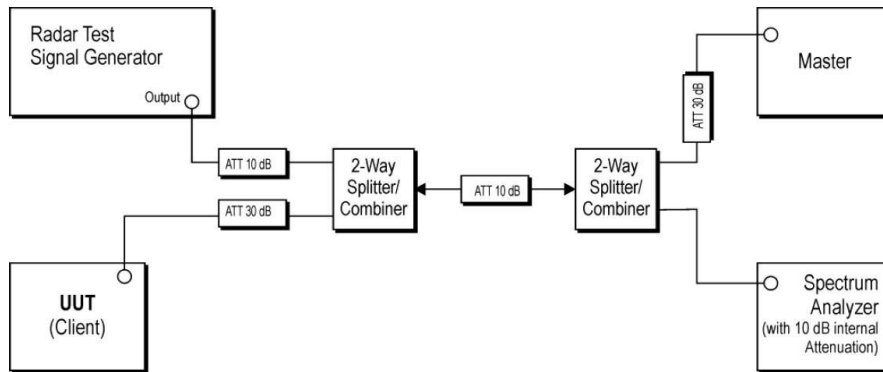 Radar Test
Signal Generator
Output
ATT 10 dB
2-Way
Splitter/
Combiner
ATT 30 dB
UUT
(Client)
ATT 10 dB
2-Way
Splitter/
Combiner
ATT 30 dB
Master
Spectrum
Analyzer
(with 10 dB internal
Attenuation)